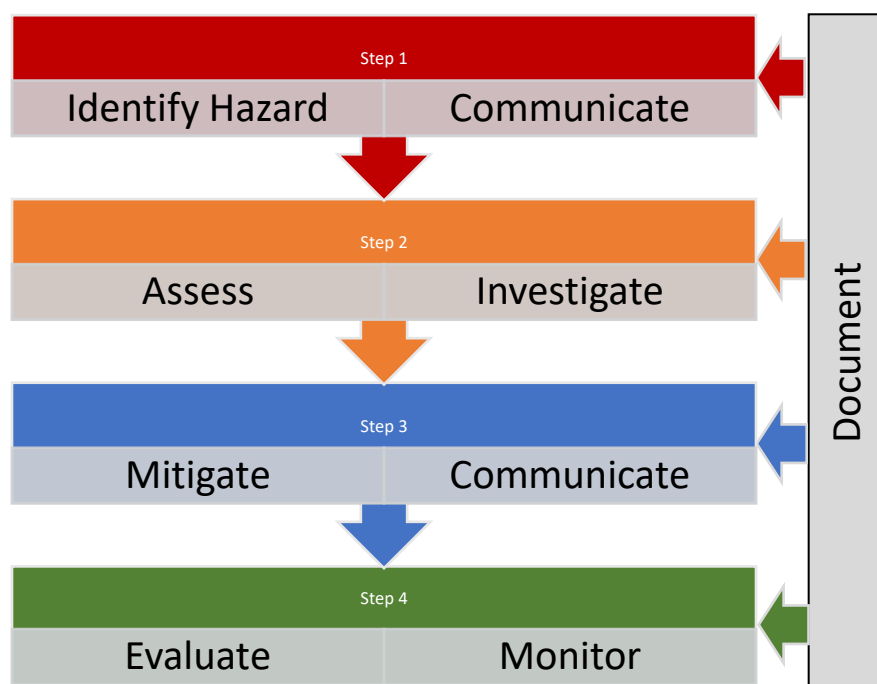 Step 1
Identify Hazard
Communicate
Step 2
Assess
Investigate
Step 3
Mitigate
Communicate
Step 4
Evaluate
Monitor
Document